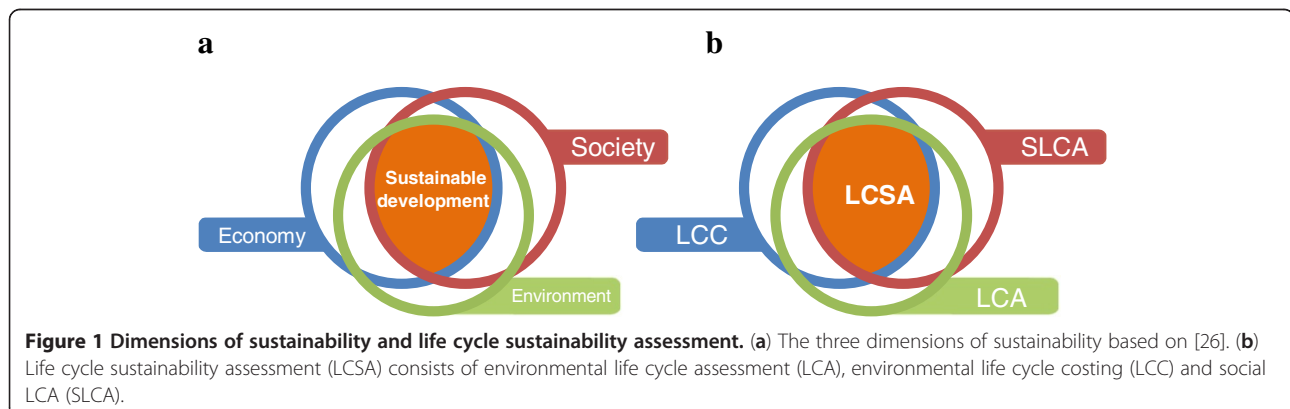 a
b
Society
Sustainable
development
Economy
Environment
SLCA
LCSA
LCC
LCA
Figure 1 Dimensions of sustainability and life cycle sustainability assessment. (a) The three dimensions of sustainability based on [26]. (b)
Life cycle sustainability assessment (LCSA) consists of environmental life cycle assessment (LCA), environmental life cycle costing (LCC) and social
LCA (SLCA).